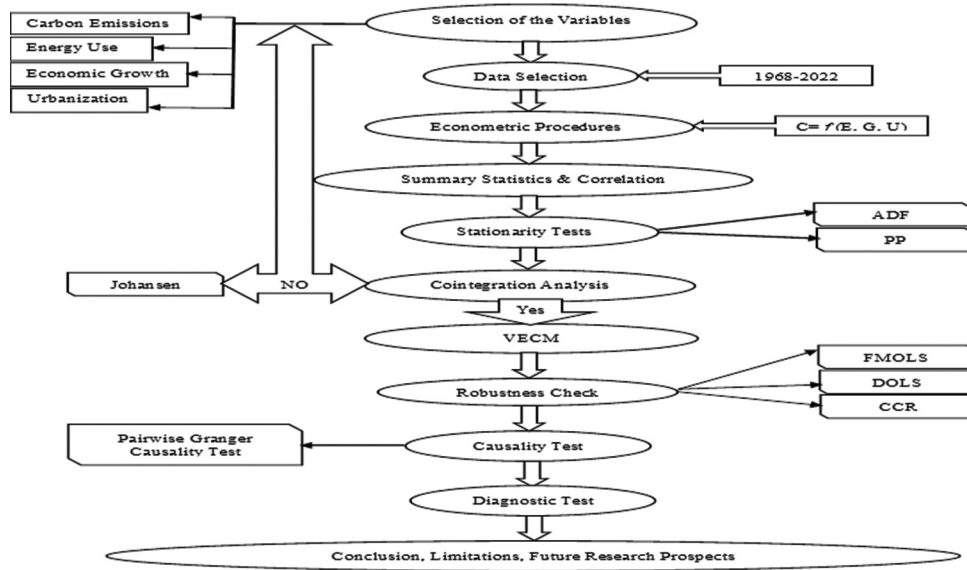 Carbon Emissions
Selection of the Variables
Energy Use
Economic Growth
Urbanization
Data Selection
1968-2022
Econometric Procedures
C= f (E, G, U)
Summary Statistics & Correlation
Stationarity Tests
ADF
PP
Johansen
NO
Cointegration Analysis
Yes
VECM
Robustness Check
FMOLS
DOLS
CCR
Pairwise Granger
Causality Test
Causality Test
Diagnostic Test
Conclusion, Limitations, Future Research Prospects